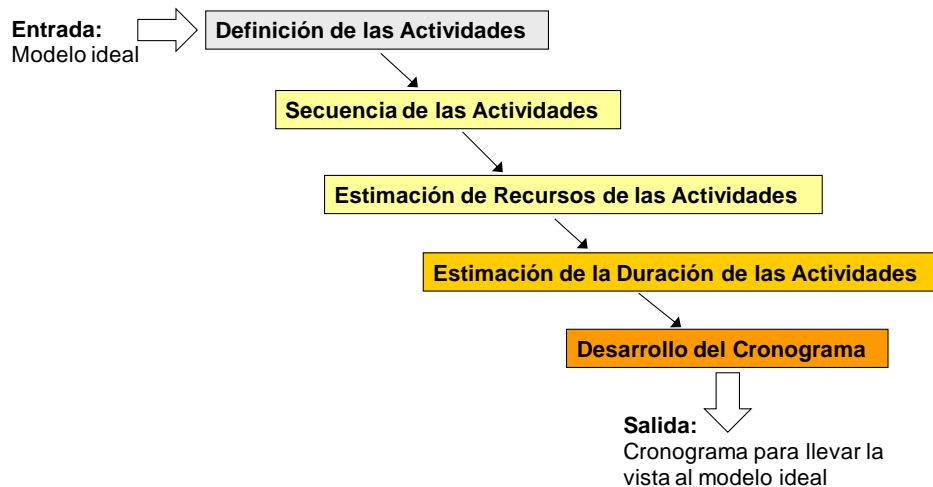 Entrada:
Modelo ideal
Definición de las Actividades
Secuencia de las Actividades
Estimación de Recursos de las Actividades
Estimación de la Duración de las Actividades
Desarrollo del Cronograma
Salida:
Cronograma para llevar la
vista al modelo ideal